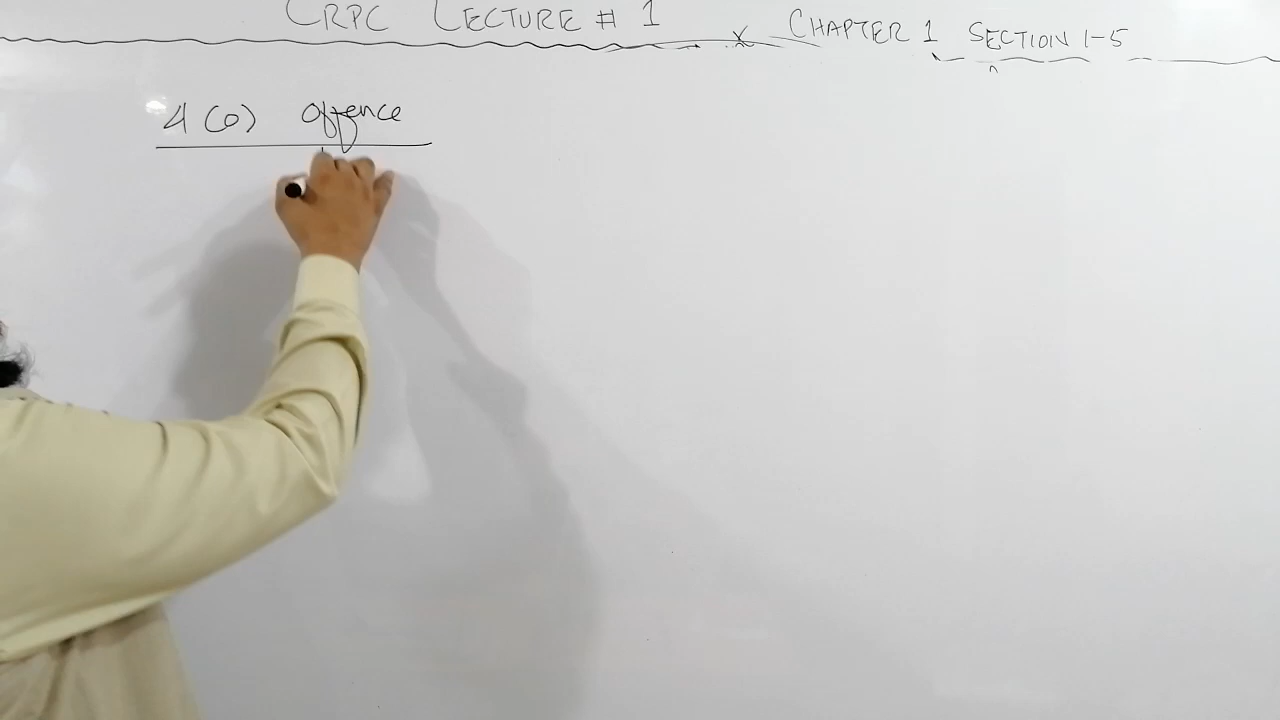 CRPC LECTURE # 1 x CHAPTER 1 SECTION 1-5
4 (o) offence